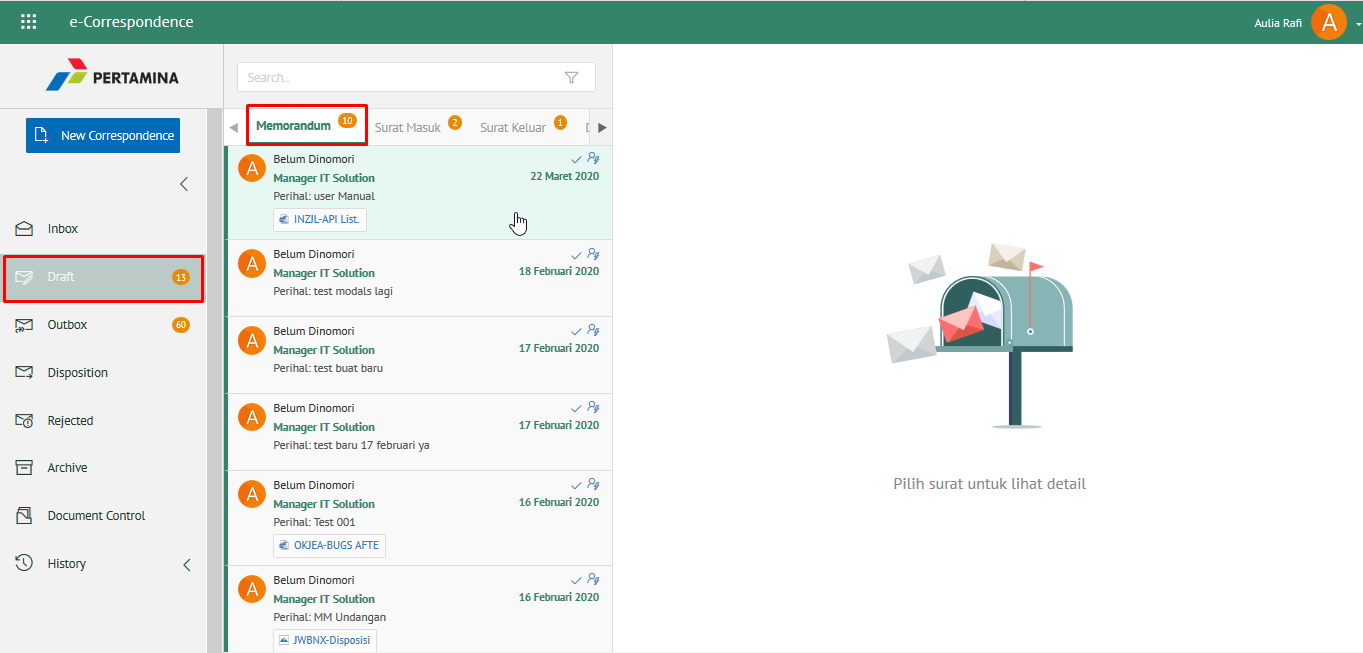 e-Correspondence
Aulia Rafi
A
PERTAMINA
New Correspondence
Inbox
Draft
13
Outbox
60
Disposition
Rejected
Archive
Document Control
History
Search..
Memorandum
10
Surat Masuk
2
Surat Keluar
1
A
Belum Dinomori
Manager IT Solution
22 Maret 2020
Perihal: user Manual
INZJL-API List.
A
Belum Dinomori
Manager IT Solution
18 Februari 2020
Perihal: test modals lagi
A
Belum Dinomori
Manager IT Solution
17 Februari 2020
Perihal: test buat baru
A
Belum Dinomori
Manager IT Solution
17 Februari 2020
Perihal: test baru 17 februari ya
A
Belum Dinomori
Manager IT Solution
16 Februari 2020
Perihal: Test 001
OKJEA-BUGS AFTE
A
Belum Dinomori
Manager IT Solution
16 Februari 2020
Perihal: MM Undangan
JWBNX-Disposisi
Pilih surat untuk lihat detail